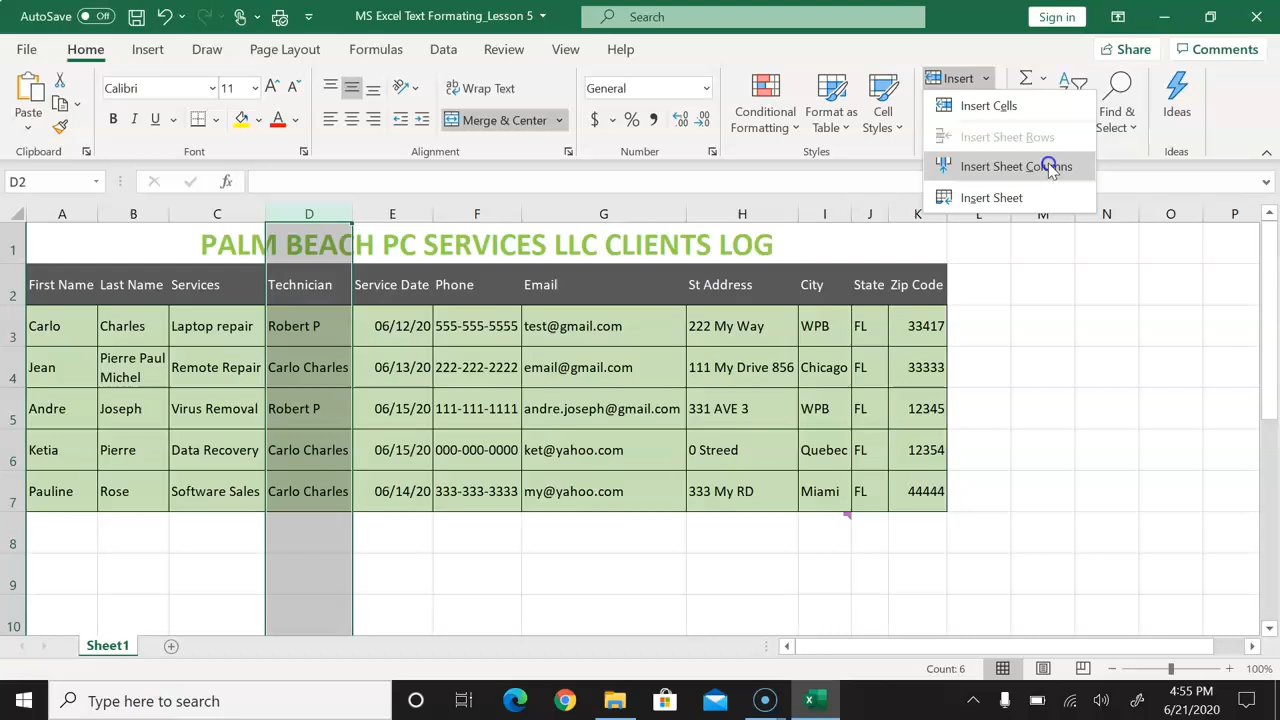 AutoSave Off
MS Excel Text Formating_Lesson 5
Search
Sign in
File Home Insert Draw Page Layout Formulas Data Review View Help
Share Comments
Paste
Clipboard
Calibri 11
B I U
Font
Wrap Text
Merge & Center
Alignment
General
$ % 
Number
Conditional Formatting
Format as Table
Cell Styles
Styles
Insert
Find & Select
Ideas
Ideas
Insert Cells
Insert Sheet Rows
Insert Sheet Columns
Insert Sheet
D2
fx
A B C D E F G H I J K L M N O P
1 PALM BEACH PC SERVICES LLC CLIENTS LOG
2 First Name Last Name Services Technician Service Date Phone Email St Address City State Zip Code
3 Carlo Charles Laptop repair Robert P 06/12/20 555-555-5555 test@gmail.com 222 My Way WPB FL 33417
4 Jean Pierre Paul Michel Remote Repair Carlo Charles 06/13/20 222-222-2222 email@gmail.com 111 My Drive 856 Chicago FL 33333
5 Andre Joseph Virus Removal Robert P 06/15/20 111-111-1111 andre.joseph@gmail.com 331 AVE 3 WPB FL 12345
6 Ketia Pierre Data Recovery Carlo Charles 06/15/20 000-000-0000 ket@yahoo.com 0 Streed Quebec FL 12354
7 Pauline Rose Software Sales Carlo Charles 06/14/20 333-333-3333 my@yahoo.com 333 My RD Miami FL 44444
8
9
10
Sheet1
Count: 6
100%
Type here to search
4:55 PM
6/21/2020